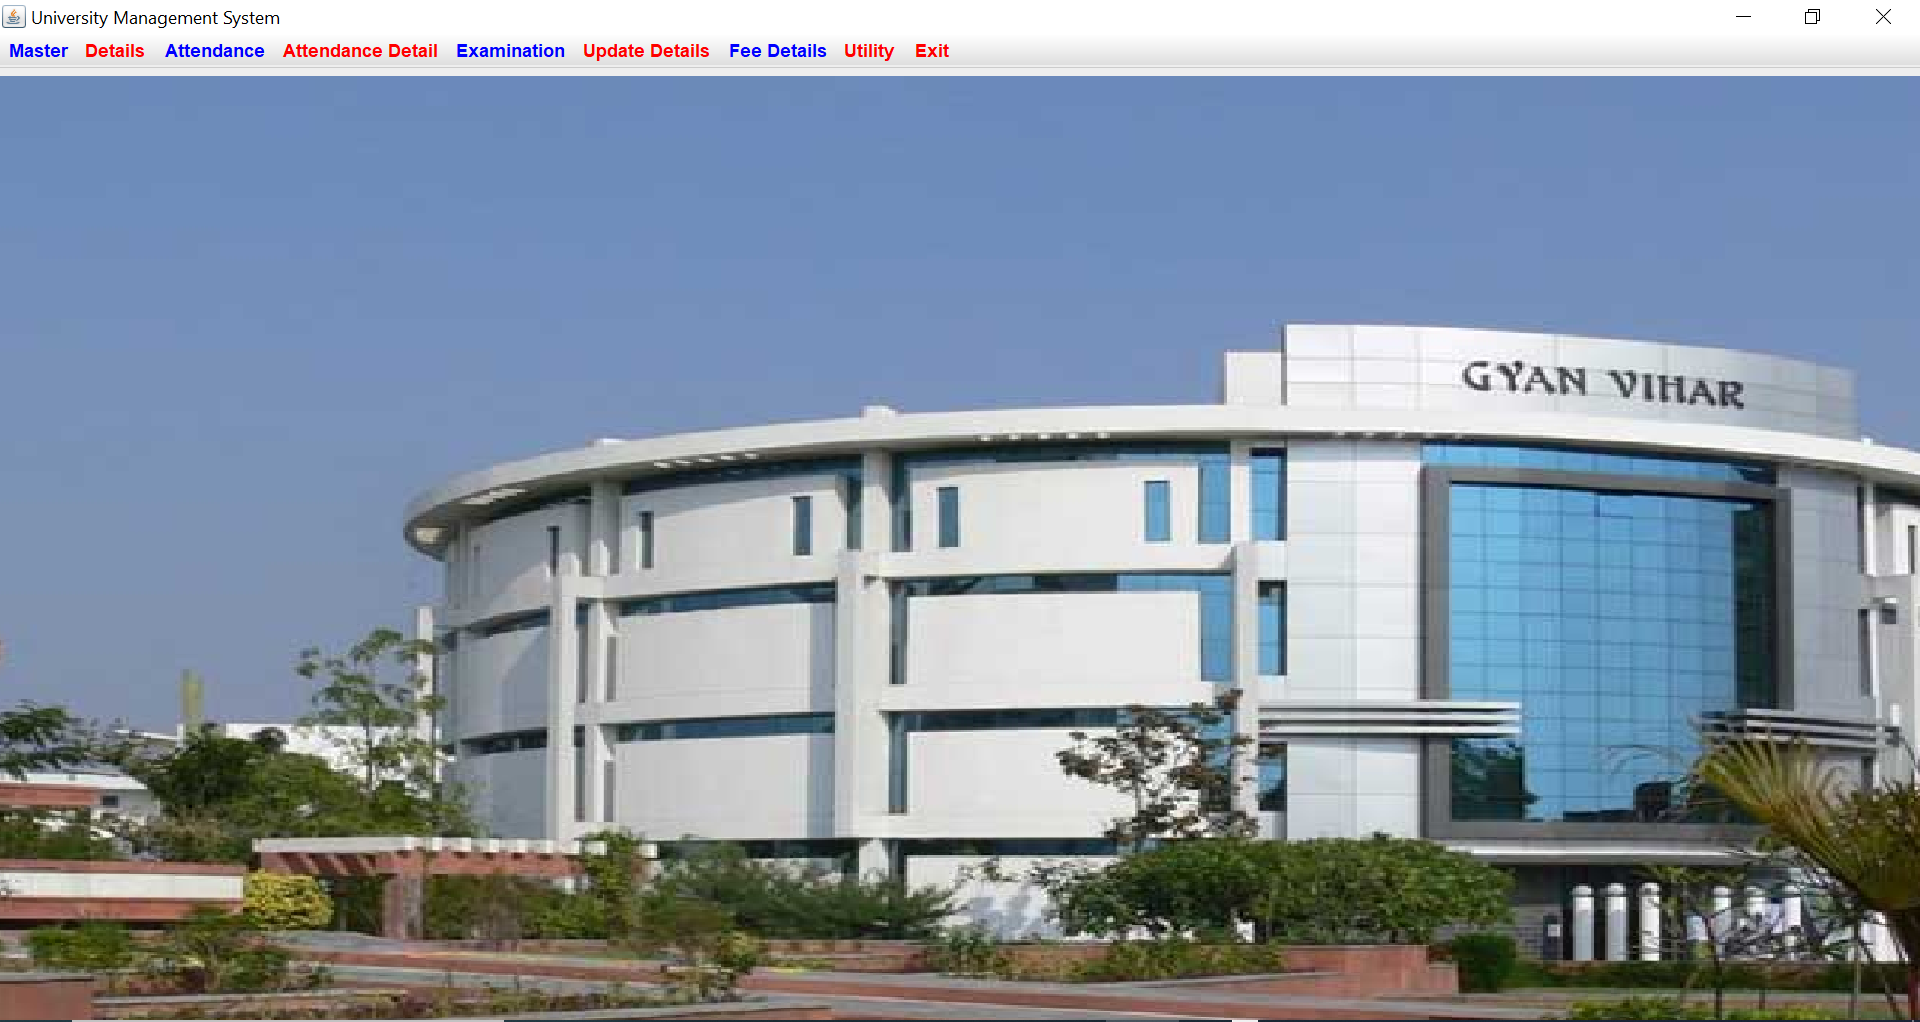 University Management System
Master Details Attendance Attendance Detail Examination Update Details Fee Details Utility Exit
GYAN VIHAR